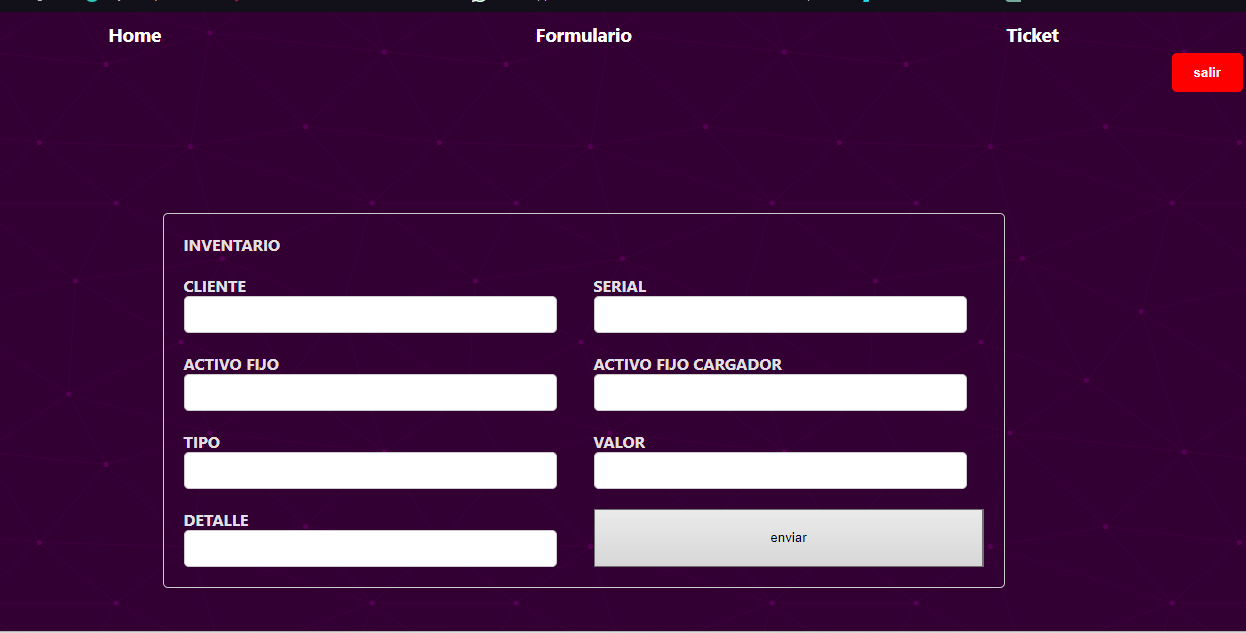 Home Formulario Ticket
salir
INVENTARIO
CLIENTE SERIAL
ACTIVO FIJO ACTIVO FIJO CARGADOR
TIPO VALOR
DETALLE
enviar